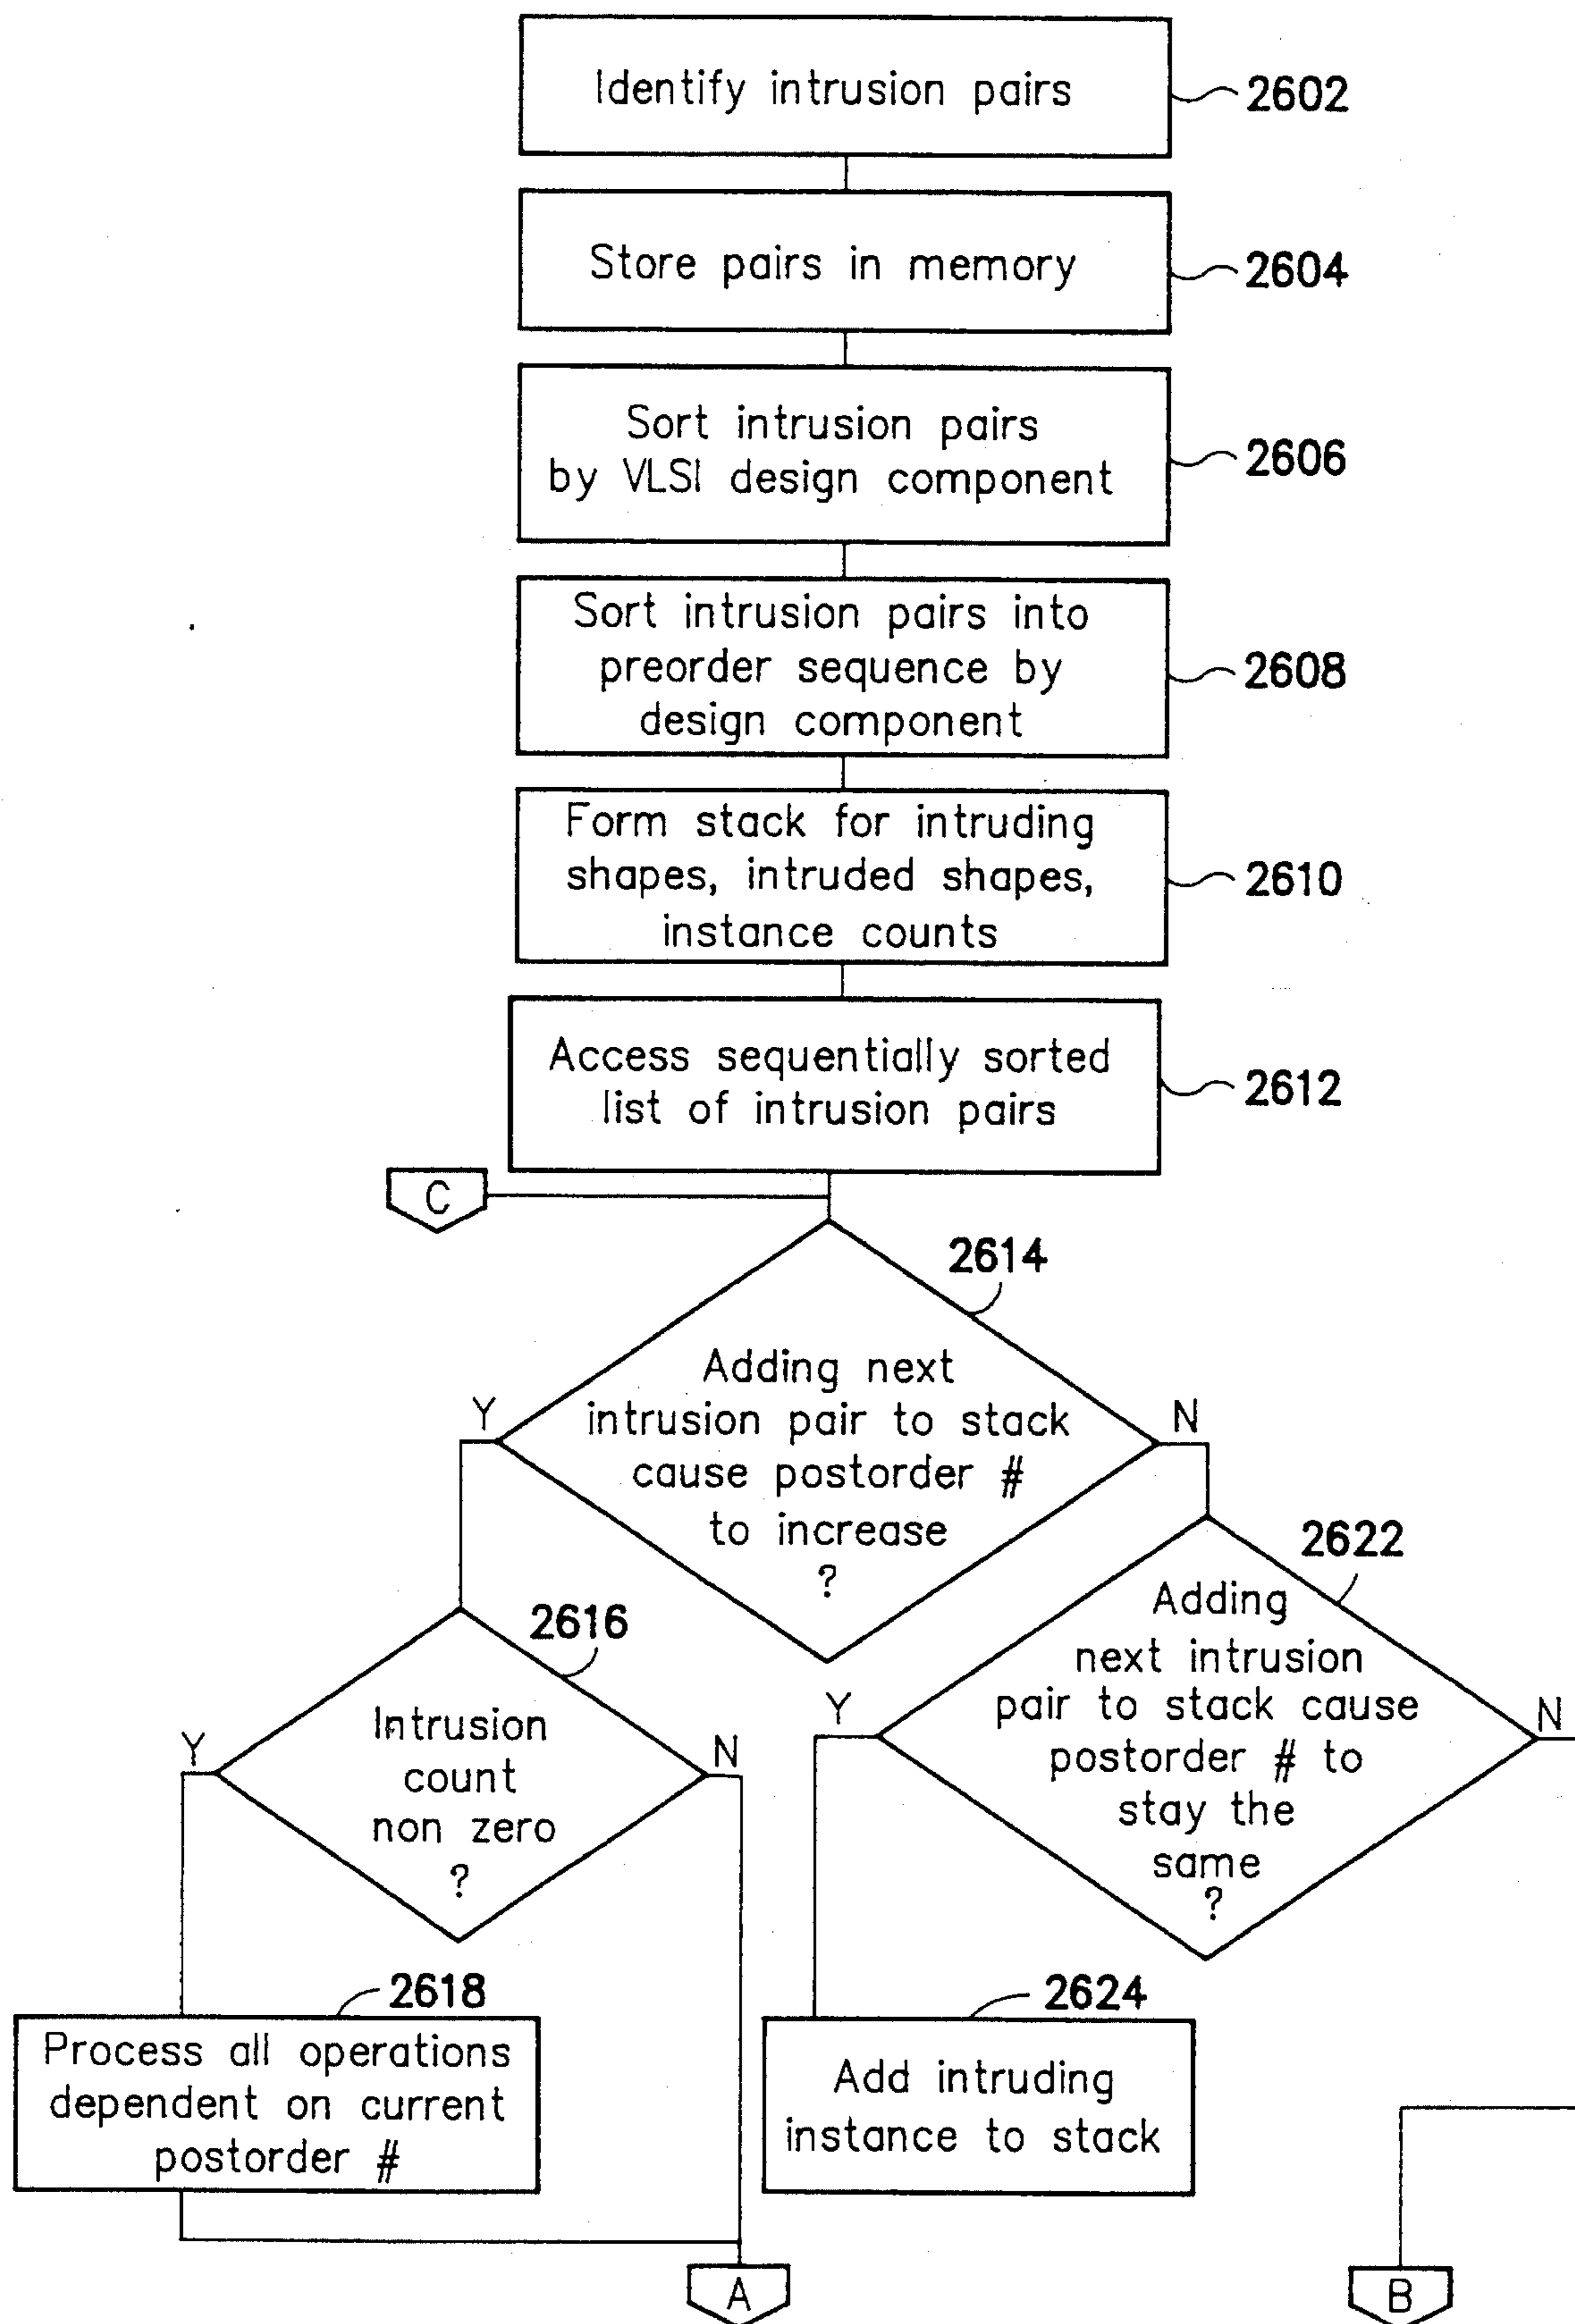 Identify intrusion pairs
2602
Store pairs in memory
2604
Sort intrusion pairs
by VLSI design component
2606
Sort intrusion pairs into
preorder sequence by
design component
2608
Form stack for intruding
shapes, intruded shapes,
instance counts
2610
Access sequentially sorted
list of intrusion pairs
2612
C
2614
Adding next
intrusion pair to stack
cause postorder #
to increase
?
Y
N
2616
Intrusion
count
non zero
?
Y
N
2622
Adding
next intrusion
pair to stack cause
postorder # to
stay the
same
?
Y
N
2618
Process all operations
dependent on current
postorder #
2624
Add intruding
instance to stack
A
B